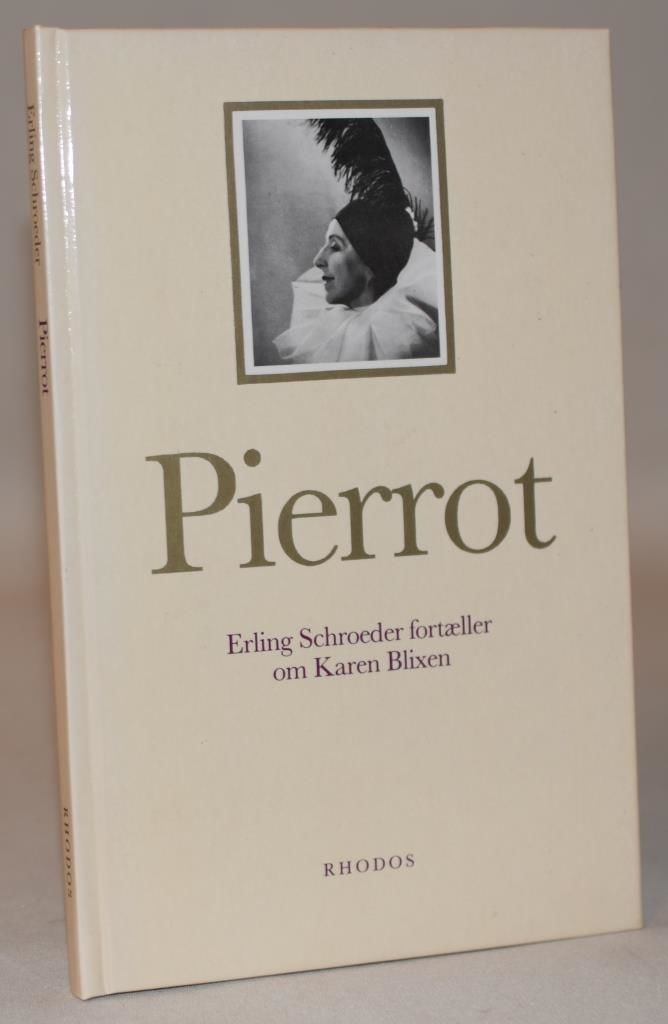 Erling Schroeder Pierrot RHODOS
Pierrot
Erling Schroeder fortæller
om Karen Blixen
RHODOS